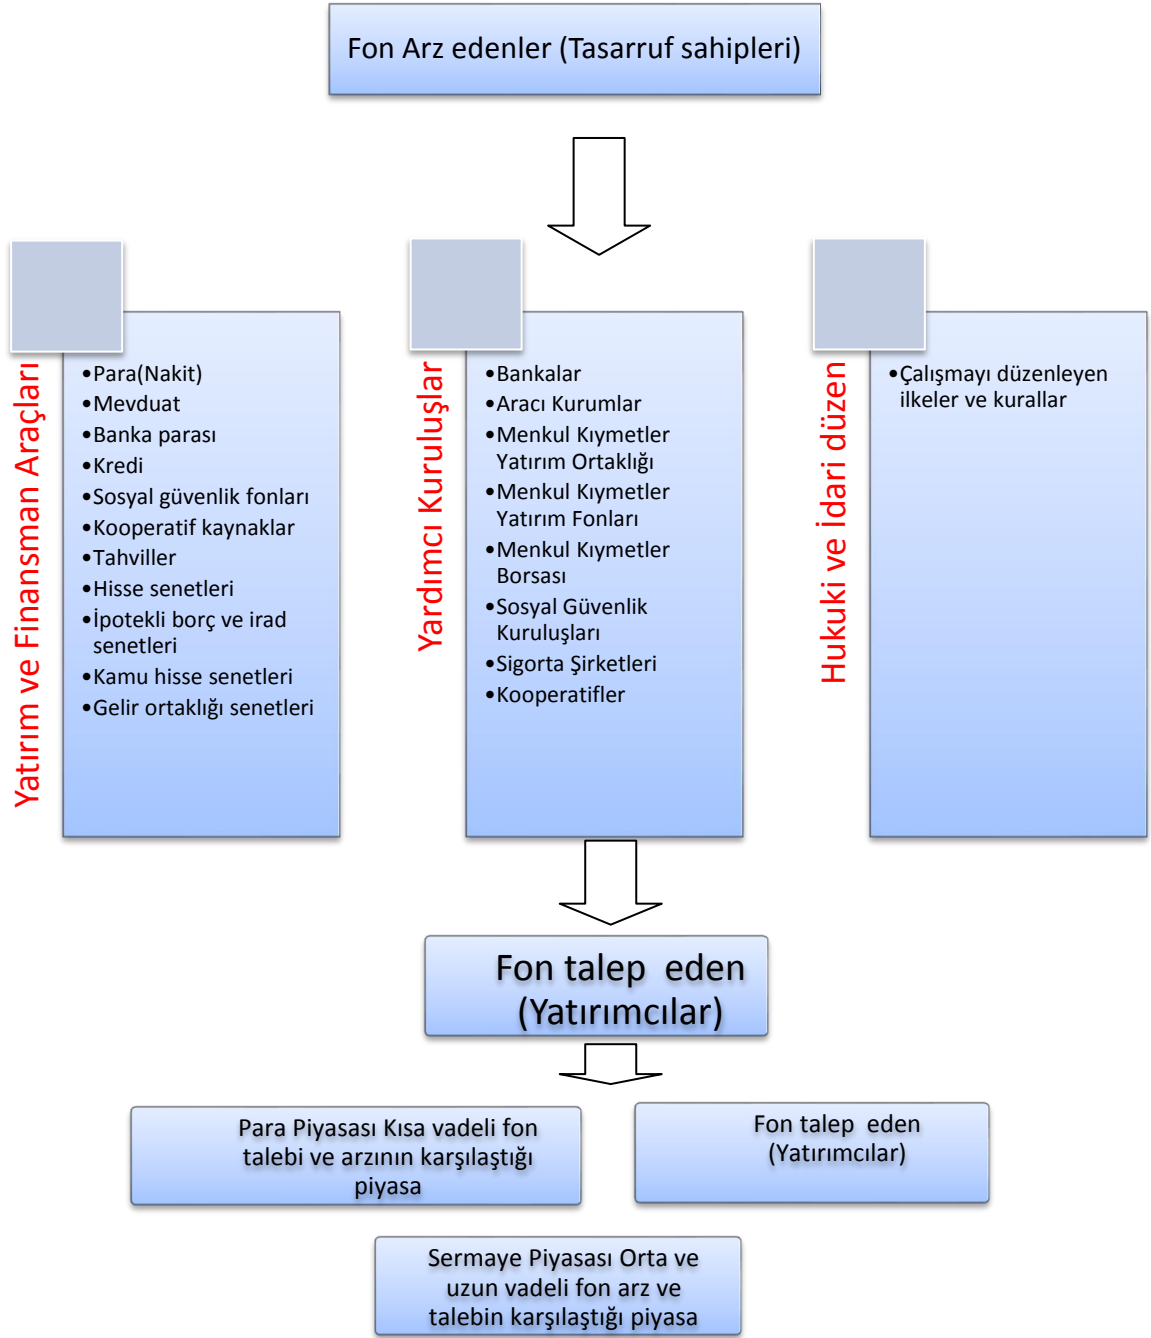 Fon Arz edenler (Tasarruf sahipleri)
Yatırım ve Finansman Araçları
•Para(Nakit)
•Mevduat
•Banka parası
•Kredi
•Sosyal güvenlik fonları
•Kooperatif kaynaklar
•Tahviller
•Hisse senetleri
•İpotekli borç ve irad
senetleri
•Kamu hisse senetleri
•Gelir ortaklığı senetleri
Yardımcı Kuruluşlar
•Bankalar
•Aracı Kurumlar
•Menkul Kıymetler
Yatırım Ortaklığı
•Menkul Kıymetler
Yatırım Fonları
•Menkul Kıymetler
Borsası
•Sosyal Güvenlik
Kuruluşları
•Sigorta Şirketleri
•Kooperatifler
Hukuki ve İdari düzen
•Çalışmayı düzenleyen
ilkeler ve kurallar
Fon talep  eden
(Yatırımcılar)
Para Piyasası Kısa vadeli fon
talebi ve arzının karşılaştığı
piyasa
Fon talep  eden
(Yatırımcılar)
Sermaye Piyasası Orta ve
uzun vadeli fon arz ve
talebin karşılaştığı piyasa